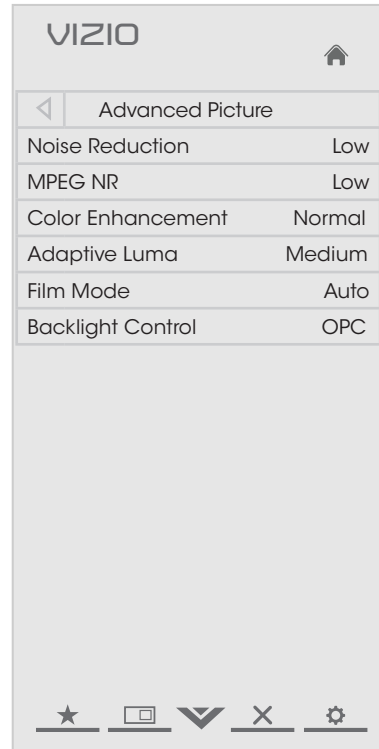 VIZIO
Advanced Picture
Noise Reduction Low
MPEG NR Low
Color Enhancement Normal
Adaptive Luma Medium
Film Mode Auto
Backlight Control OPC